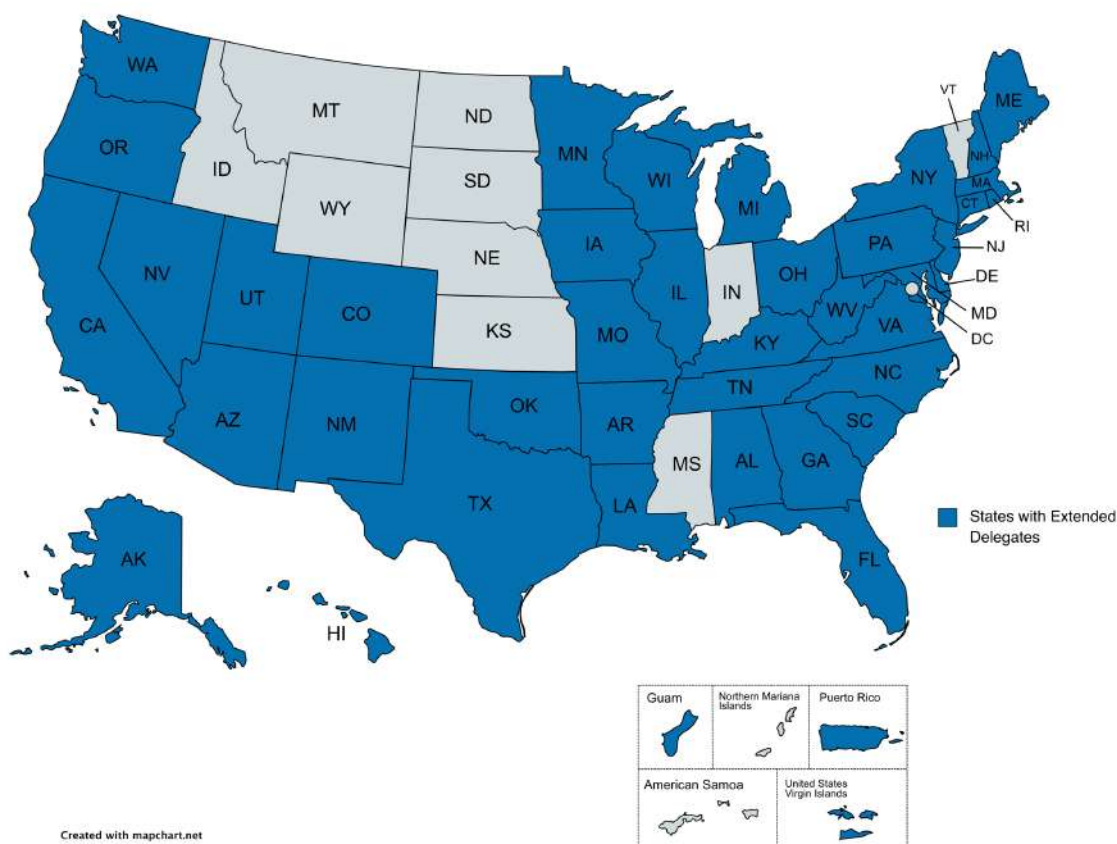 WA
OR
CA
NV
ID
MT
WY
UT
AZ
CO
NM
ND
SD
NE
KS
OK
TX
MN
IA
MO
AR
LA
WI
IL
MI
IN
OH
KY
TN
MS
AL
GA
FL
SC
NC
VA
WV
PA
NY
VT
NH
ME
MA
CT
RI
NJ
DE
MD
DC
AK
HI
States with Extended
Delegates
Guam
Northern Mariana
Islands
Puerto Rico
American Samoa
United States
Virgin Islands
Created with mapchart.net